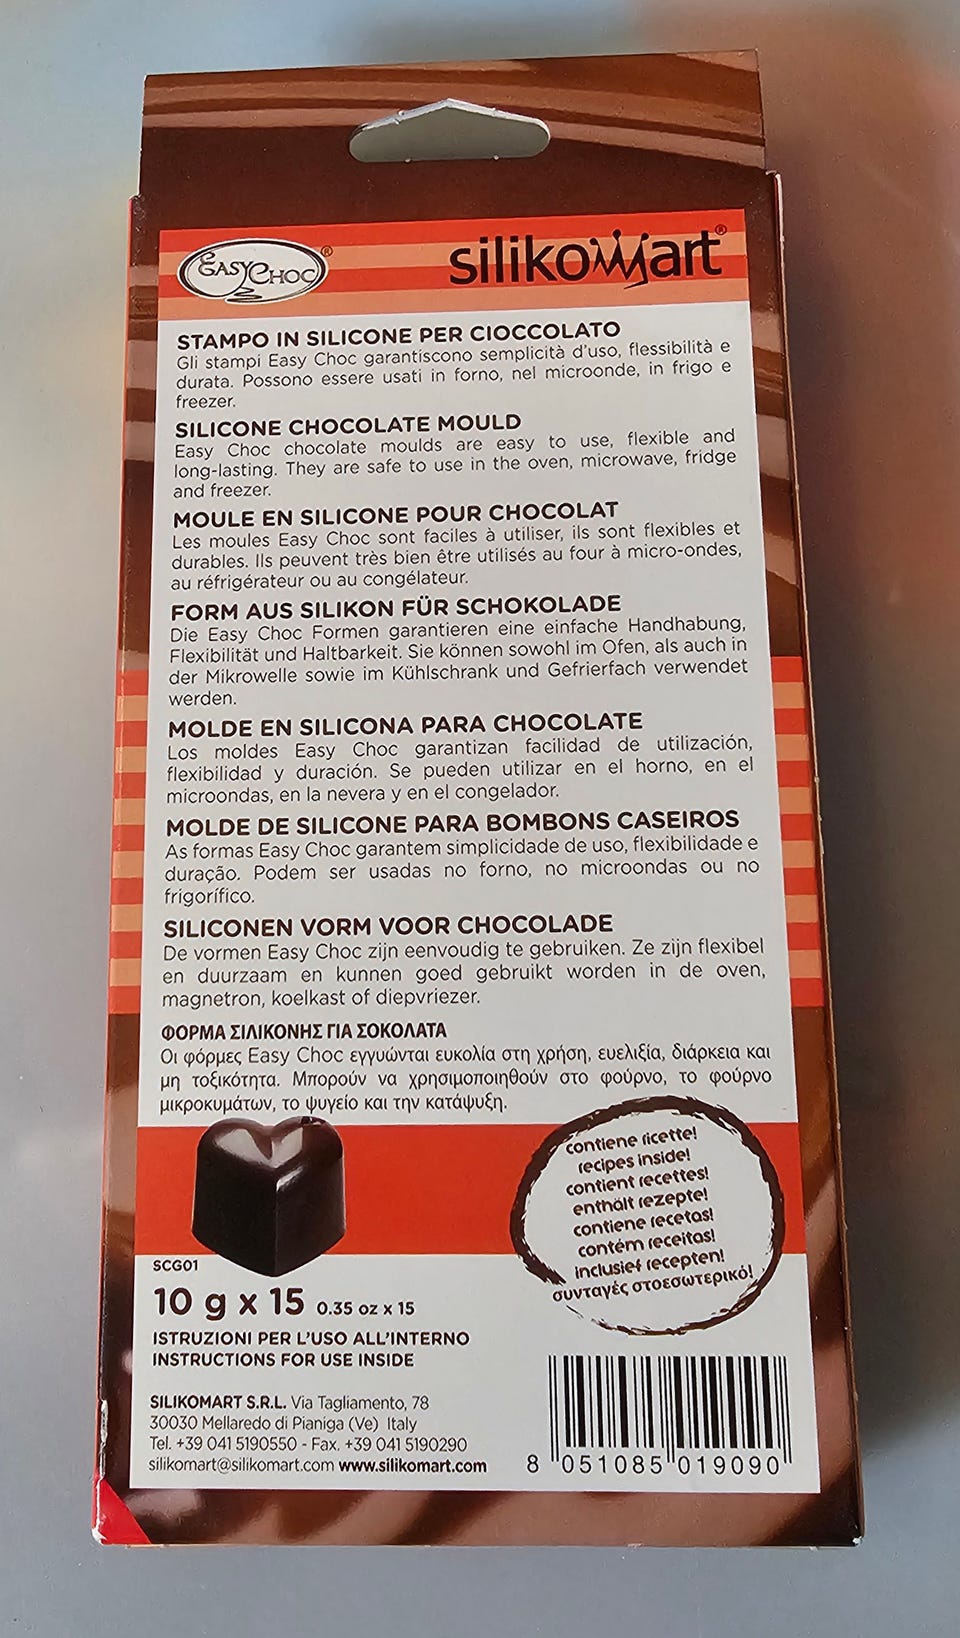 EASY CHOC®
silikomart®
STAMPO IN SILICONE PER CIOCCOLATO
Gli stampi Easy Choc garantiscono semplicità d'uso, flessibilità e
durata. Possono essere usati in forno, nel microonde, in frigo e
freezer.
SILICONE CHOCOLATE MOULD
Easy Choc chocolate moulds are easy to use, flexible and
long-lasting. They are safe to use in the oven, microwave, fridge
and freezer.
MOULE EN SILICONE POUR CHOCOLAT
Les moules Easy Choc sont faciles à utiliser, ils sont flexibles et
durables. Ils peuvent très bien être utilisés au four à micro-ondes,
au réfrigérateur ou au congélateur.
FORM AUS SILIKON FÜR SCHOKOLADE
Die Easy Choc Formen garantieren eine einfache Handhabung,
Flexibilität und Haltbarkeit. Sie können sowohl im Ofen, als auch in
der Mikrowelle sowie im Kühlschrank und Gefrierfach verwendet
werden.
MOLDE EN SILICONA PARA CHOCOLATE
Los moldes Easy Choc garantizan facilidad de utilización,
flexibilidad y duración. Se pueden utilizar en el horno, en el
microondas, en la nevera y en el congelador.
MOLDE DE SILICONE PARA BOMBONS CASEIROS
As formas Easy Choc garantem simplicidade de uso, flexibilidade e
duração. Podem ser usadas no forno, no microondas ou no
frigorífico.
SILICONEN VORM VOOR CHOCOLADE
De vormen Easy Choc zijn eenvoudig te gebruiken. Ze zijn flexibel
en duurzaam en kunnen goed gebruikt worden in de oven,
magnetron, koelkast of diepvriezer.
ΦΟΡΜΑ ΣΙΛΙΚΟΝΗΣ ΓΙΑ ΣΟΚΟΛΑΤΑ
Οι φόρμες Easy Choc εγγυώνται ευκολία στη χρήση, ευελιξία, διάρκεια και
μη τοξικότητα. Μπορούν να χρησιμοποιηθούν στο φούρνο, το φούρνο
μικροκυμάτων, το ψυγείο και την κατάψυξη.
contiene ricette!
recipes inside!
contient recettes!
enthält rezepte!
contiene recetas!
contém receitas!
inclusief recepten!
συνταγές στοεσωτερικό!
SCG01
10 g x 15 0.35 oz x 15
ISTRUZIONI PER L'USO ALL'INTERNO
INSTRUCTIONS FOR USE INSIDE
SILIKOMART S.R.L. Via Tagliamento, 78
30030 Mellaredo di Pianiga (Ve) Italy
Tel. +39 041 5190550 - Fax. +39 041 5190290
silikomart@silikomart.com www.silikomart.com
8 051085 019090